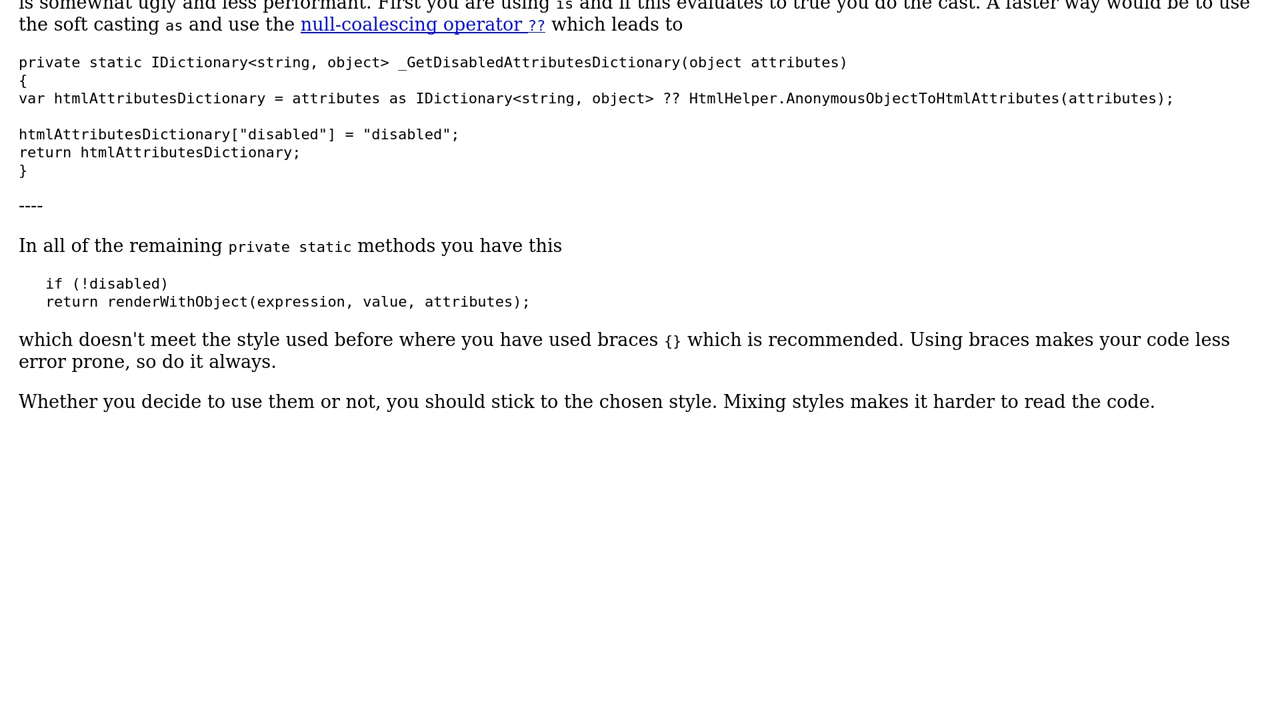 is somewhat ugly and less performant. First you are using is and if this evaluates to true you do the cast. A faster way would be to use
the soft casting as and use the null-coalescing operator ?? which leads to
private static IDictionary<string, object> _GetDisabledAttributesDictionary(object attributes)
{
var htmlAttributesDictionary = attributes as IDictionary<string, object> ?? HtmlHelper.AnonymousObjectToHtmlAttributes(attributes);
htmlAttributesDictionary["disabled"] = "disabled";
return htmlAttributesDictionary;
}
----
In all of the remaining private static methods you have this
if (!disabled)
return renderWithObject(expression, value, attributes);
which doesn't meet the style used before where you have used braces {} which is recommended. Using braces makes your code less
error prone, so do it always.
Whether you decide to use them or not, you should stick to the chosen style. Mixing styles makes it harder to read the code.